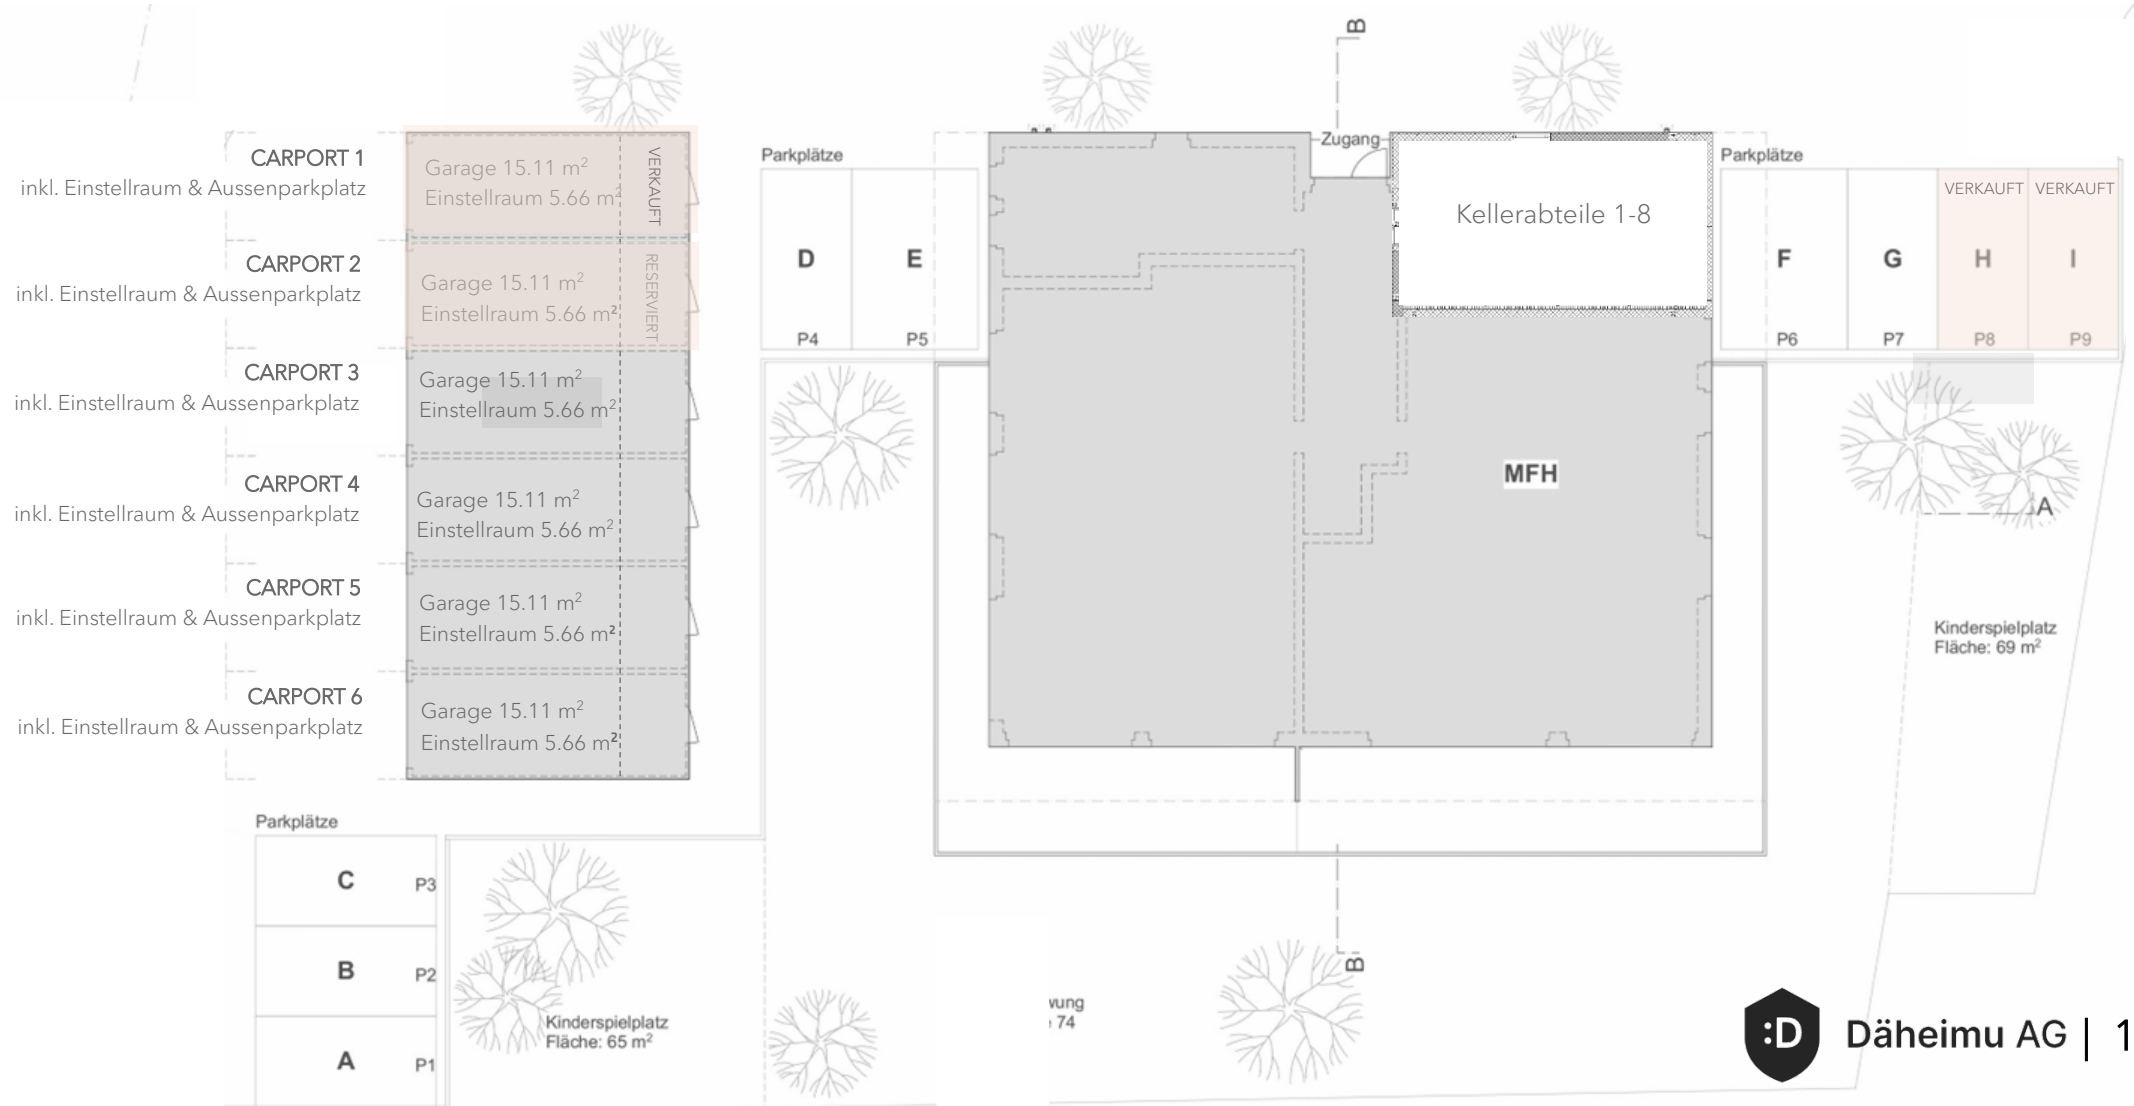 B
Zugang
CARPORT 1
inkl. Einstellraum & Aussenparkplatz
Garage 15.11 m²
Einstellraum 5.66 m²
VERKAUFT
CARPORT 2
inkl. Einstellraum & Aussenparkplatz
Garage 15.11 m²
Einstellraum 5.66 m²
RESERVIERT
CARPORT 3
inkl. Einstellraum & Aussenparkplatz
Garage 15.11 m²
Einstellraum 5.66 m²
CARPORT 4
inkl. Einstellraum & Aussenparkplatz
Garage 15.11 m²
Einstellraum 5.66 m²
CARPORT 5
inkl. Einstellraum & Aussenparkplatz
Garage 15.11 m²
Einstellraum 5.66 m²
CARPORT 6
inkl. Einstellraum & Aussenparkplatz
Garage 15.11 m²
Einstellraum 5.66 m²
Parkplätze
D E
P4 P5
Kellerabteile 1-8
MFH
Parkplätze
VERKAUFT VERKAUFT
F G H I
P6 P7 P8 P9
A
Kinderspielplatz
Fläche: 69 m²
Parkplätze
C P3
B P2
A P1
Kinderspielplatz
Fläche: 65 m²
74
B
:D Däheimu AG | 1